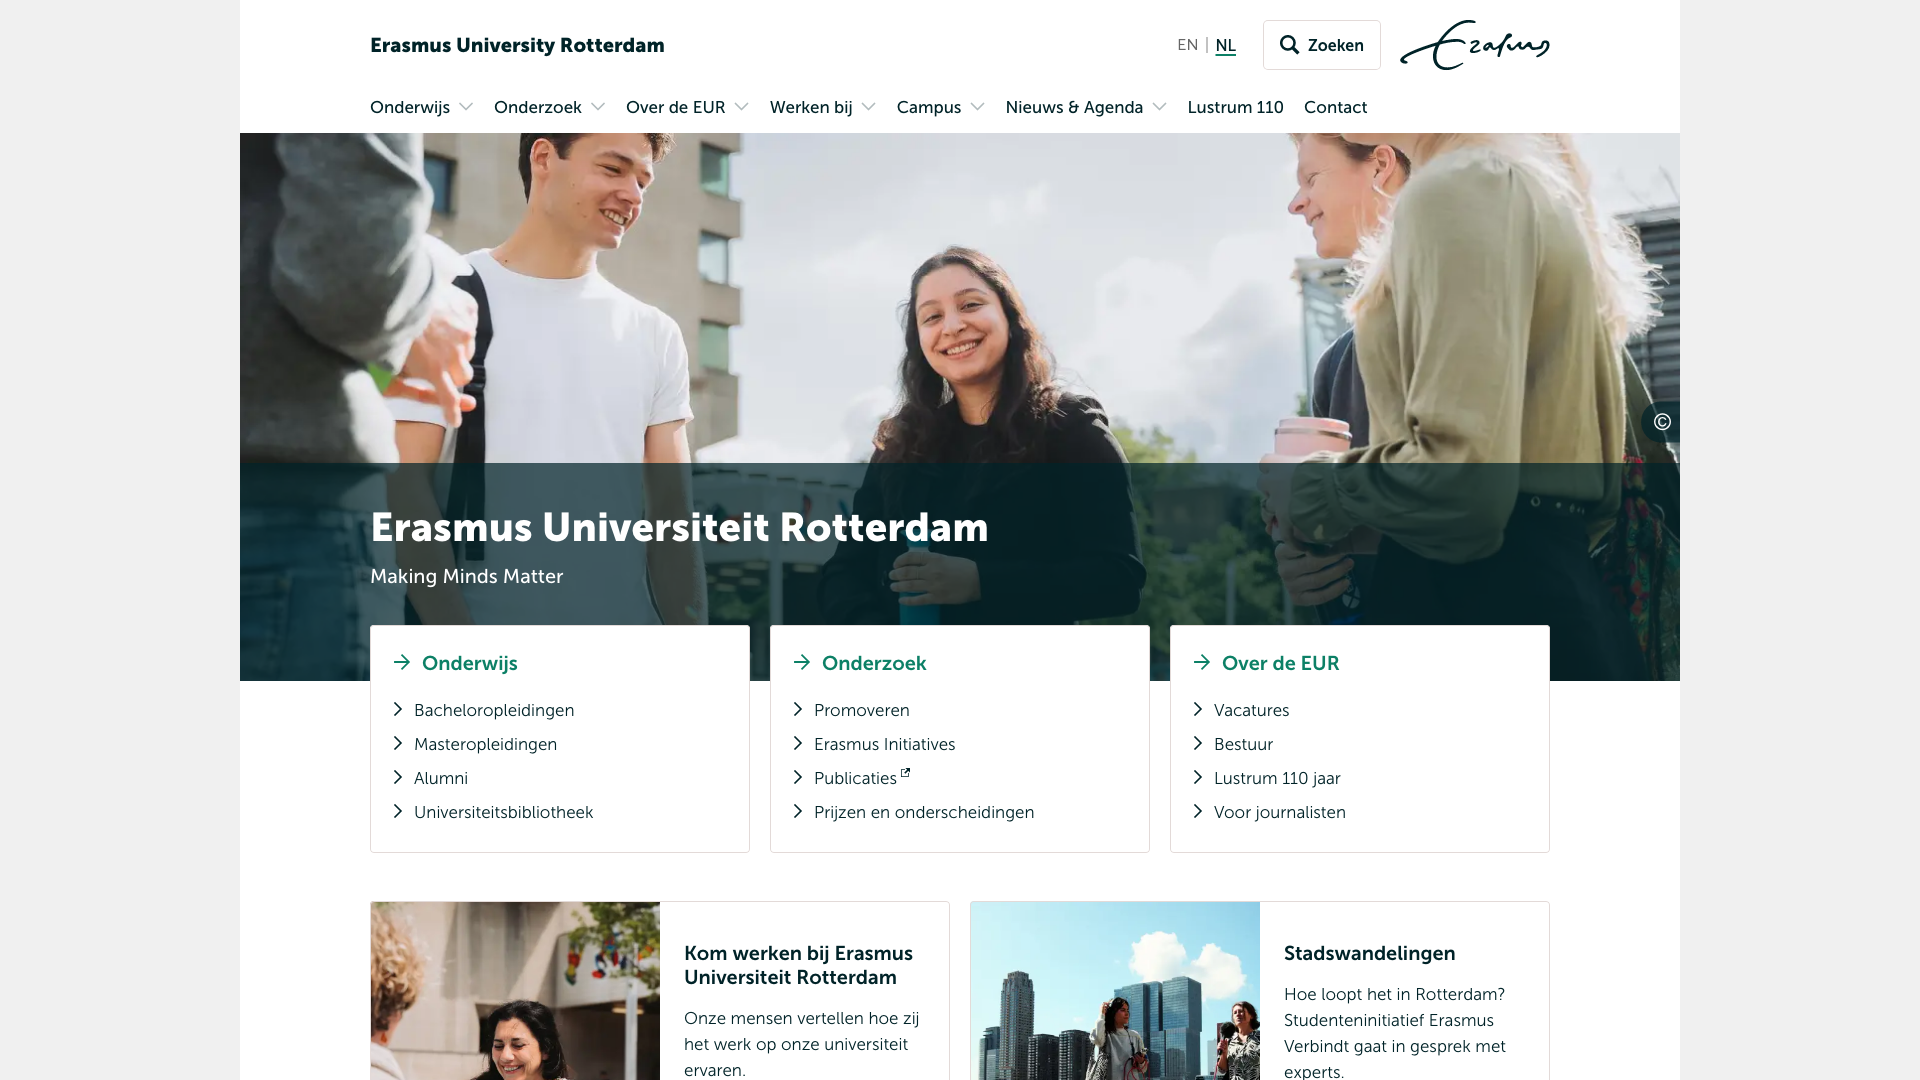 Erasmus University Rotterdam
EN | NL
Zoeken
Erasmus
Onderwijs
Onderzoek
Over de EUR
Werken bij
Campus
Nieuws & Agenda
Lustrum 110
Contact
©
Erasmus Universiteit Rotterdam
Making Minds Matter
Onderwijs
Bacheloropleidingen
Masteropleidingen
Alumni
Universiteitsbibliotheek
Onderzoek
Promoveren
Erasmus Initiatives
Publicaties
Prijzen en onderscheidingen
Over de EUR
Vacatures
Bestuur
Lustrum 110 jaar
Voor journalisten
Kom werken bij Erasmus
Universiteit Rotterdam
Onze mensen vertellen hoe zij
het werk op onze universiteit
ervaren.
Stadswandelingen
Hoe loopt het in Rotterdam?
Studenteninitiatief Erasmus
Verbindt gaat in gesprek met
experts.